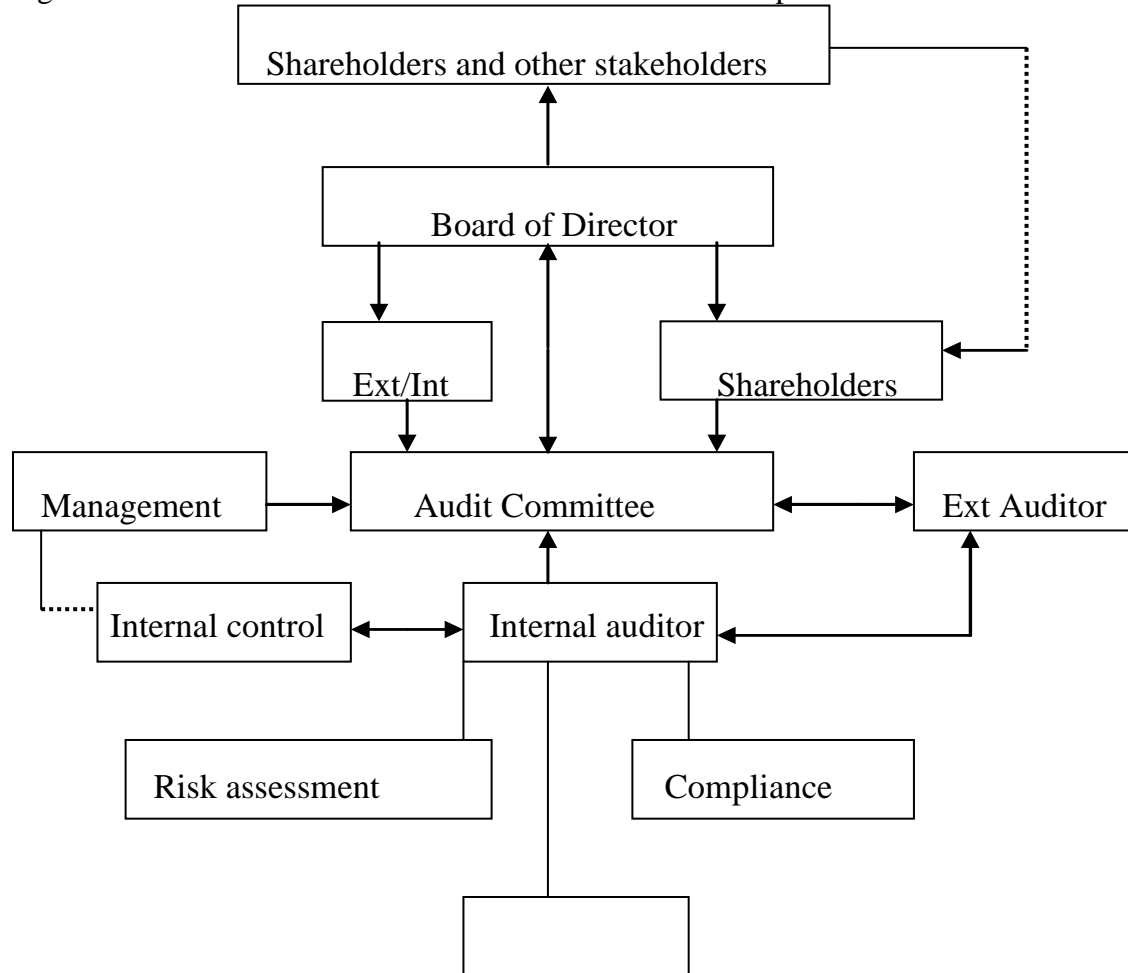 Shareholders and other stakeholders
Board of Director
Ext/Int
Shareholders
Management
Audit Committee
Ext Auditor
Internal control
Internal auditor
Risk assessment
Compliance